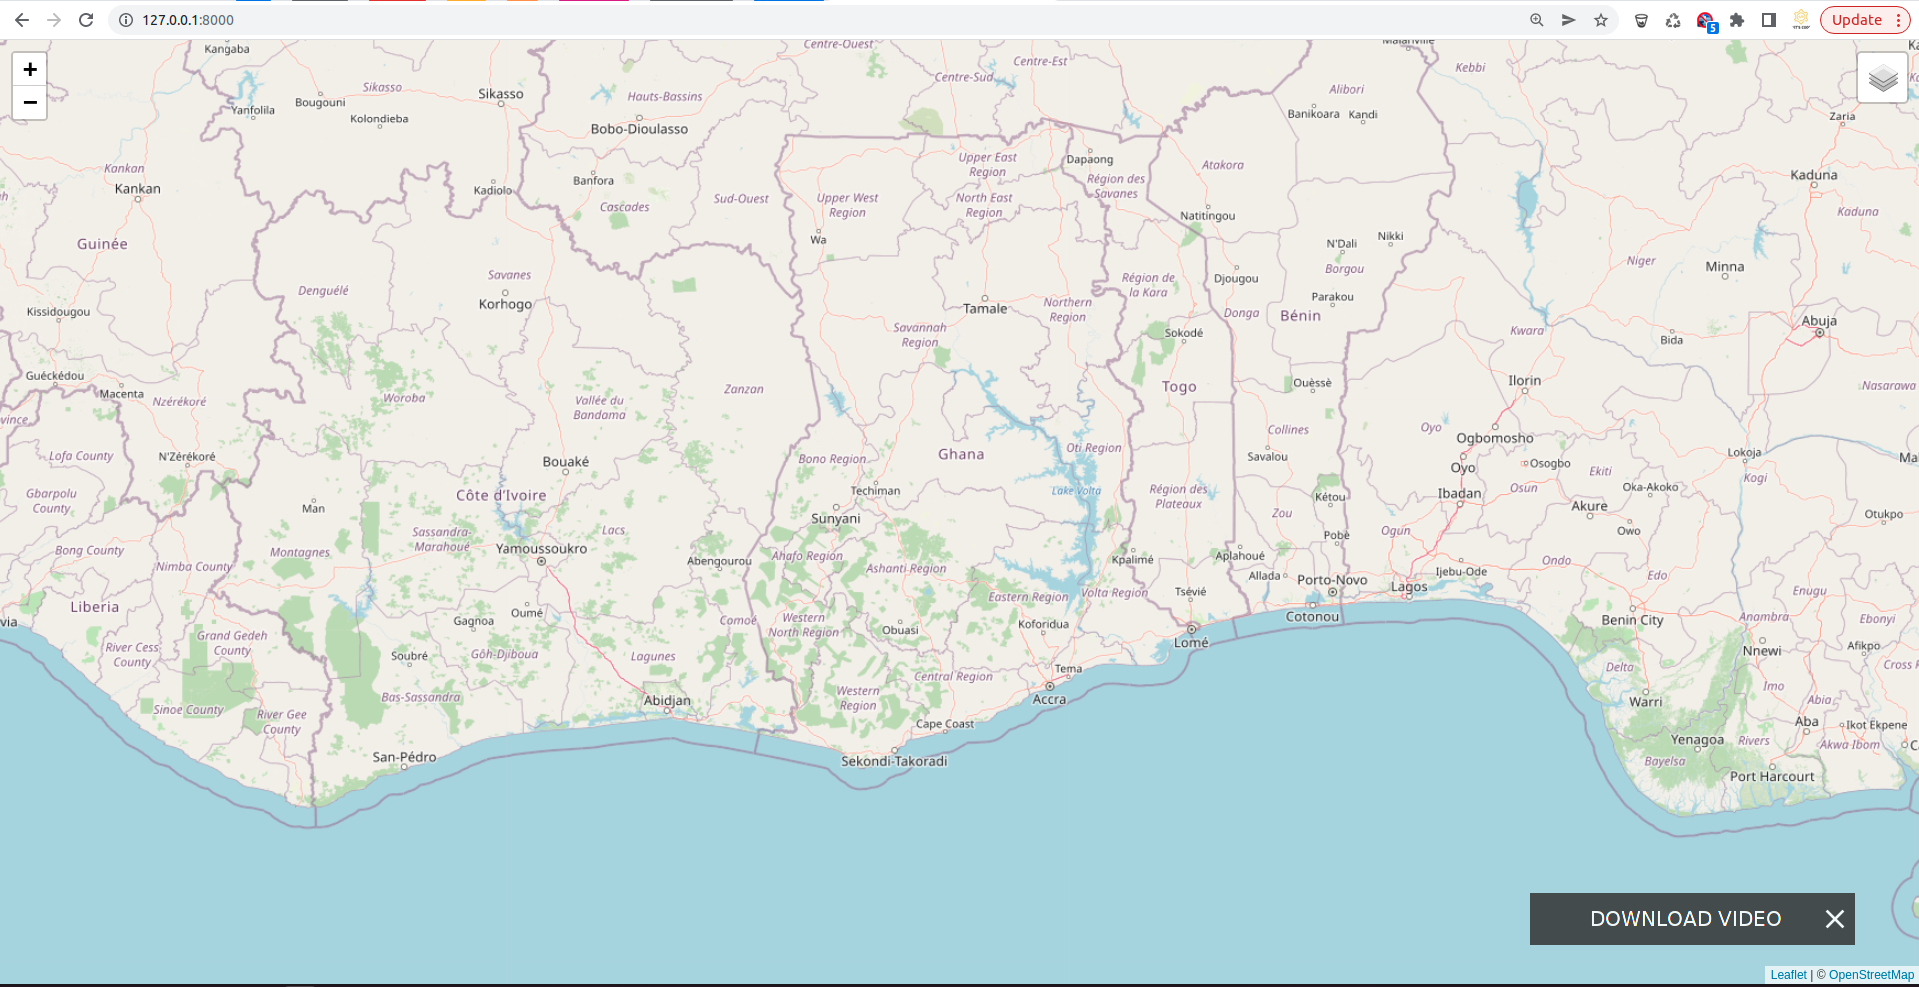 127.0.0.1:8000
Update
5
+
−
Kangaba
Centre-Ouest
Centre-Est
Malanville
Kebbi
Sikasso
Sikasso
Bougouni
Yanfolila
Kolondieba
Hauts-Bassins
Bobo-Dioulasso
Centre-Sud
Alibori
Banikoara
Kandi
Zaria
Kankan
Kankan
Kadiolo
Banfora
Cascades
Sud-Ouest
Upper West
Region
Upper East
Region
North East
Region
Dapaong
Région des
Savanes
Atakora
Natitingou
Kaduna
Kaduna
Guinée
Wa
N'Dali
Nikki
Borgou
Niger
Minna
Savanes
Denguélé
Korhogo
Kissidougou
Tamale
Northern
Region
Région de
la Kara
Djougou
Parakou
Donga
Bénin
Savannah
Region
Sokodé
Kwara
Bida
Abuja
Guéckédou
Macenta
Nzérékoré
Woroba
Vallée du
Bandama
Zanzan
Togo
Ouèssè
Ilorin
Nasarawa
vince
Lofa County
N'Zérékoré
Bouaké
Bono Region
Ghana
Oti Region
Collines
Savalou
Oyo
Ogbomosho
Oyo
Osogbo
Ekiti
Lokoja
Kogi
Ma
Gbarpolu
County
Man
Côte d'Ivoire
Techiman
Sunyani
Lake Volta
Région des
Plateaux
Kétou
Zou
Ibadan
Osun
Oka-Akoko
Akure
Owo
Otukpo
Bong County
Nimba County
Montagnes
Sassandra-
Marahoué
Lacs
Yamoussoukro
Abengourou
Ahafo Region
Ashanti Region
Kpalimé
Aplahoué
Pobè
Ogun
Ondo
Edo
Liberia
via
Oumé
Gagnoa
Comoé
Western
North Region
Eastern Region
Obuasi
Koforidua
Volta Region
Tsévié
Allada
Porto-Novo
Cotonou
Lagos
Ijebu-Ode
Benin City
Enugu
Anambra
Ebonyi
River Cess
County
Grand Gedeh
County
Soubré
Gôh-Djiboua
Lagunes
Lomé
Tema
Accra
Nnewi
Afikpo
Cross R
Delta
Imo
Abia
Sinoe County
River Gee
County
Bas-Sassandra
Abidjan
Western
Region
Central Region
Cape Coast
Sekondi-Takoradi
Warri
Yenagoa
Rivers
Aba
Ikot Ekpene
Akwa Ibom
Bayelsa
Port Harcourt
San-Pédro
DOWNLOAD VIDEO
Leaflet | © OpenStreetMap